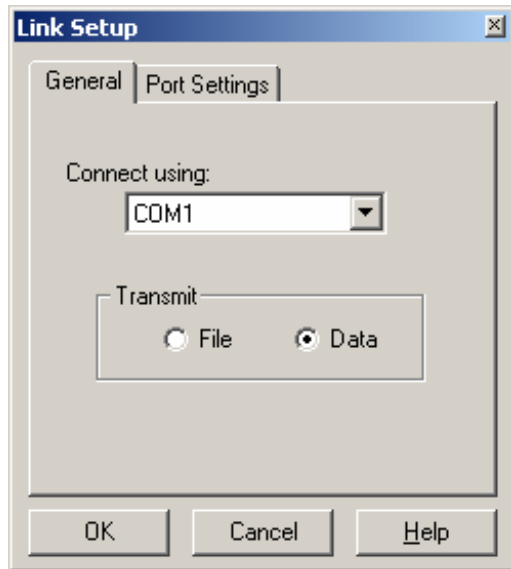 Link Setup
General Port Settings
Connect using:
COM1
Transmit
File Data
OK Cancel Help